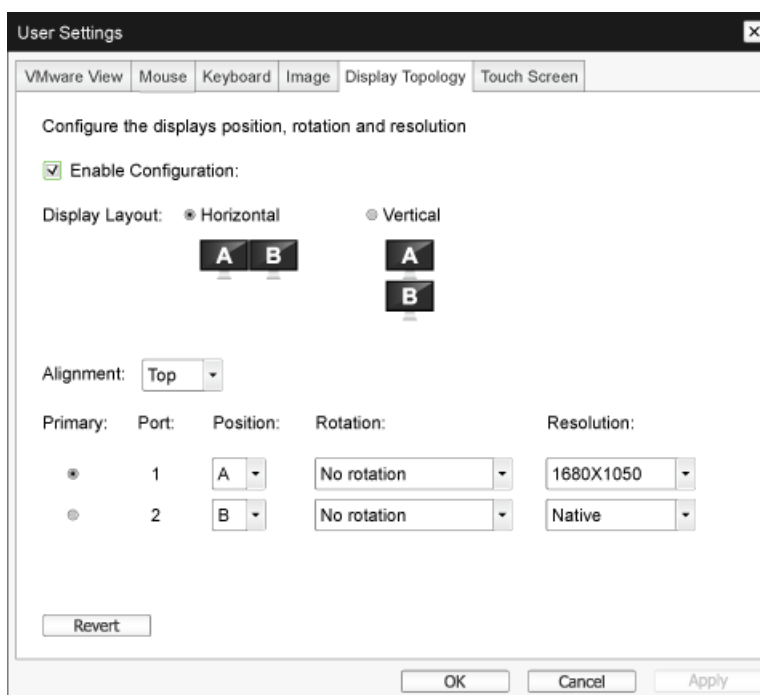 User Settings
VMware View Mouse Keyboard Image Display Topology Touch Screen
Configure the displays position, rotation and resolution
Enable Configuration:
Display Layout: Horizontal Vertical
A B A
B
Alignment: Top
Primary: Port: Position: Rotation: Resolution:
1 A No rotation 1680X1050
2 B No rotation Native
Revert
OK Cancel Apply